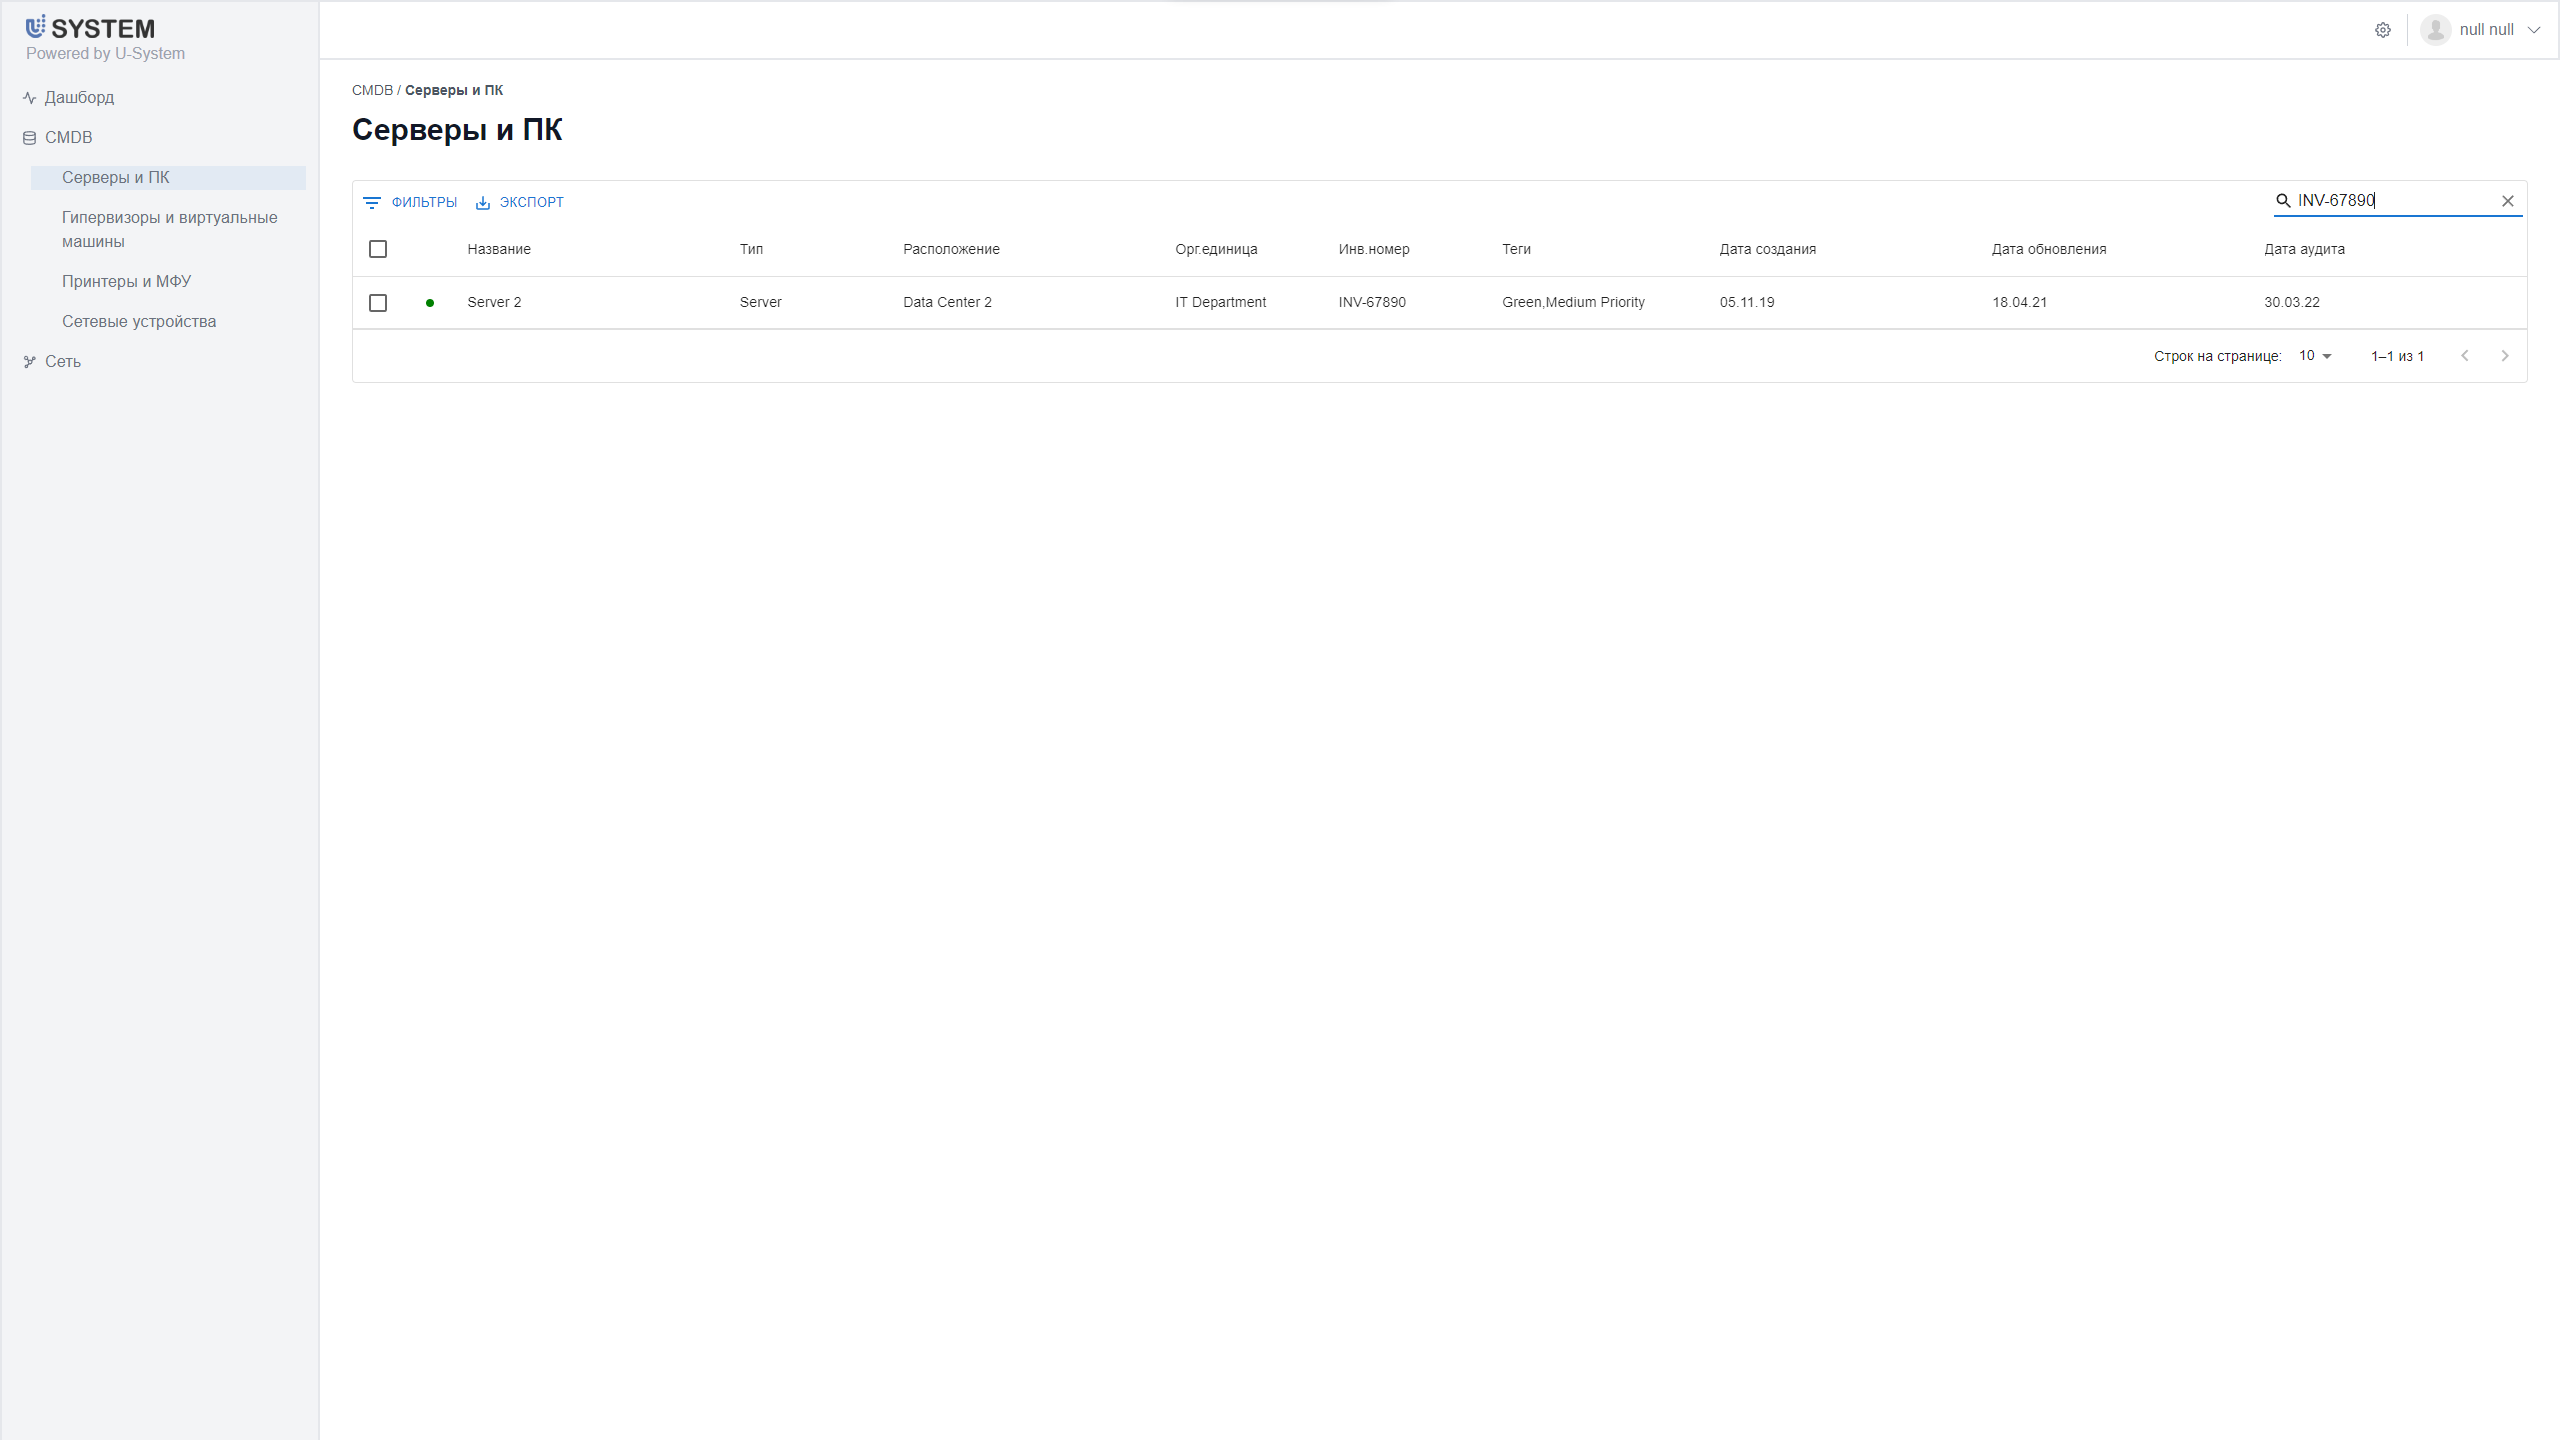 SYSTEM
Powered by U-System
Дашборд
CMDB
Серверы и ПК
Гипервизоры и виртуальные
машины
Принтеры и МФУ
Сетевые устройства
Сеть
null null
CMDB / Серверы и ПК
Серверы и ПК
ФИЛЬТРЫ ЭКСПОРТ INV-67890
Название Тип Расположение Орг.единица Инв.номер Теги Дата создания Дата обновления Дата аудита
Server 2 Server Data Center 2 IT Department INV-67890 Green,Medium Priority 05.11.19 18.04.21 30.03.22
Строк на странице: 10 1–1 из 1